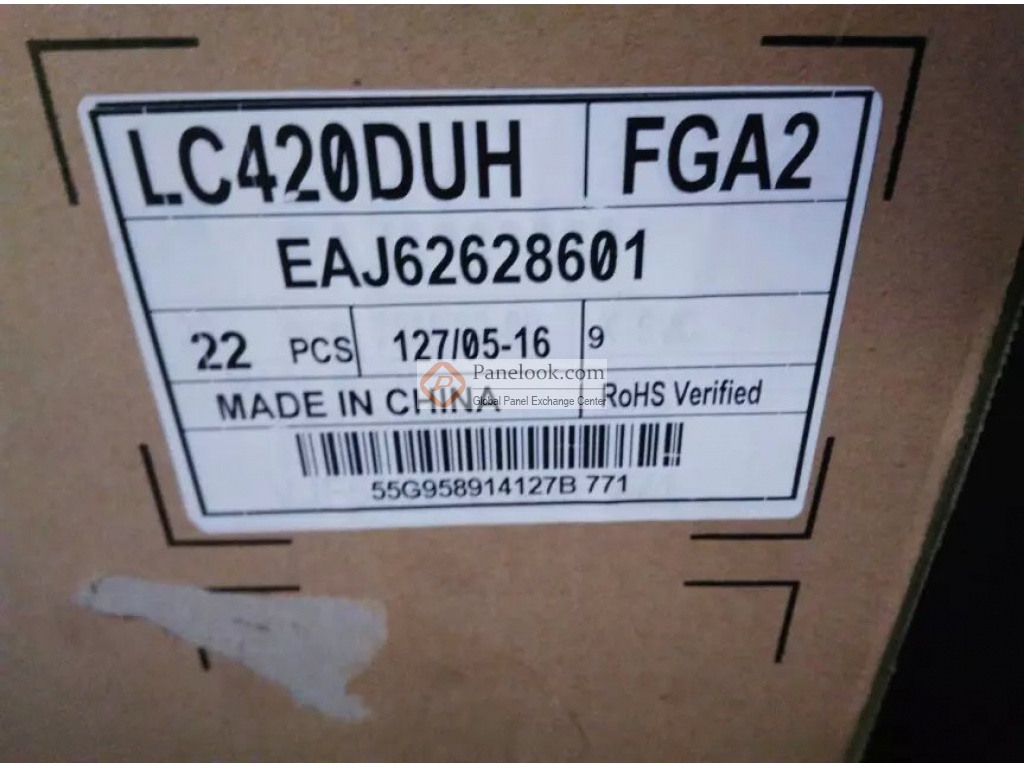 LC420DUH FGA2
EAJ62628601
22 PCS 127/05-16 9
Panelook.com
Global Panel Exchange Center
MADE IN CHINA RoHS Verified
55G958914127B 771